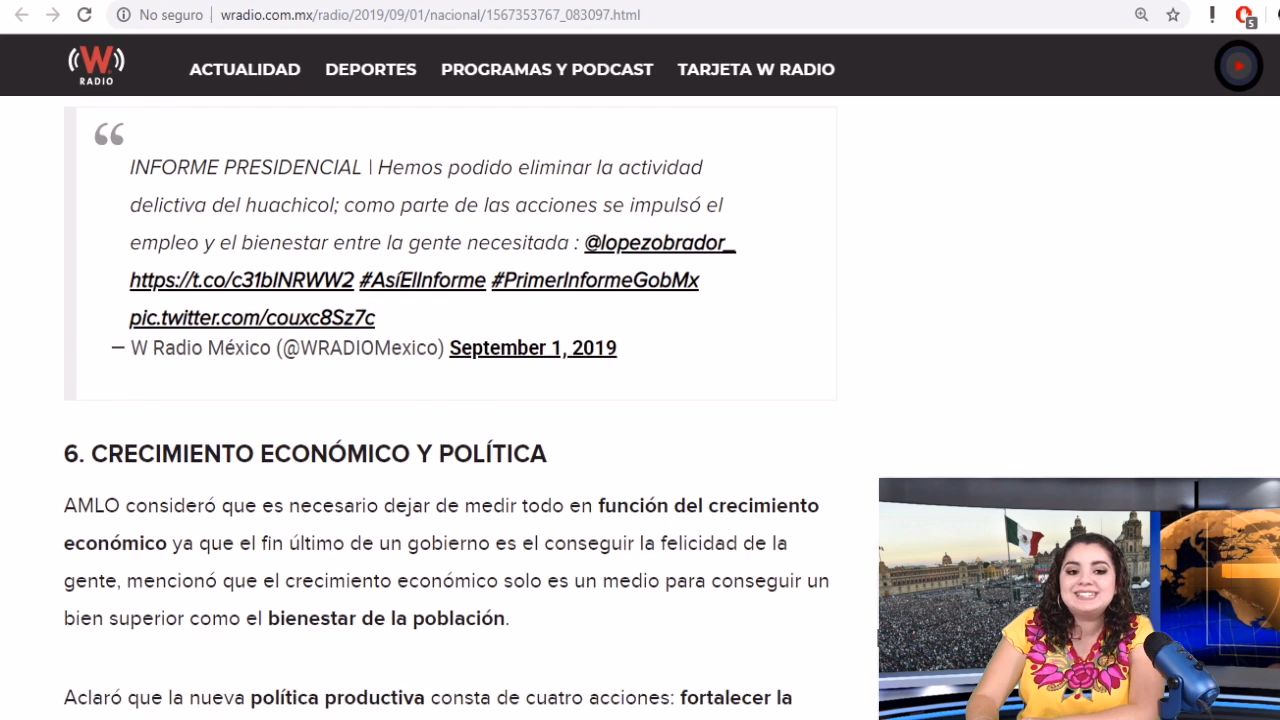 No seguro
wradio.com.mx/radio/2019/09/01/nacional/1567353767_083097.html
5
W
RADIO
ACTUALIDAD DEPORTES PROGRAMAS Y PODCAST TARJETA W RADIO
“
INFORME PRESIDENCIAL | Hemos podido eliminar la actividad
delictiva del huachicol; como parte de las acciones se impulsó el
empleo y el bienestar entre la gente necesitada : @lopezobrador_
https://t.co/c31bINRWW2 #AsíElInforme #PrimerInformeGobMx
pic.twitter.com/couxc8Sz7c
— W Radio México (@WRADIOMexico) September 1, 2019
6. CRECIMIENTO ECONÓMICO Y POLÍTICA
AMLO consideró que es necesario dejar de medir todo en función del crecimiento
económico ya que el fin último de un gobierno es el conseguir la felicidad de la
gente, mencionó que el crecimiento económico solo es un medio para conseguir un
bien superior como el bienestar de la población.
Aclaró que la nueva política productiva consta de cuatro acciones: fortalecer la